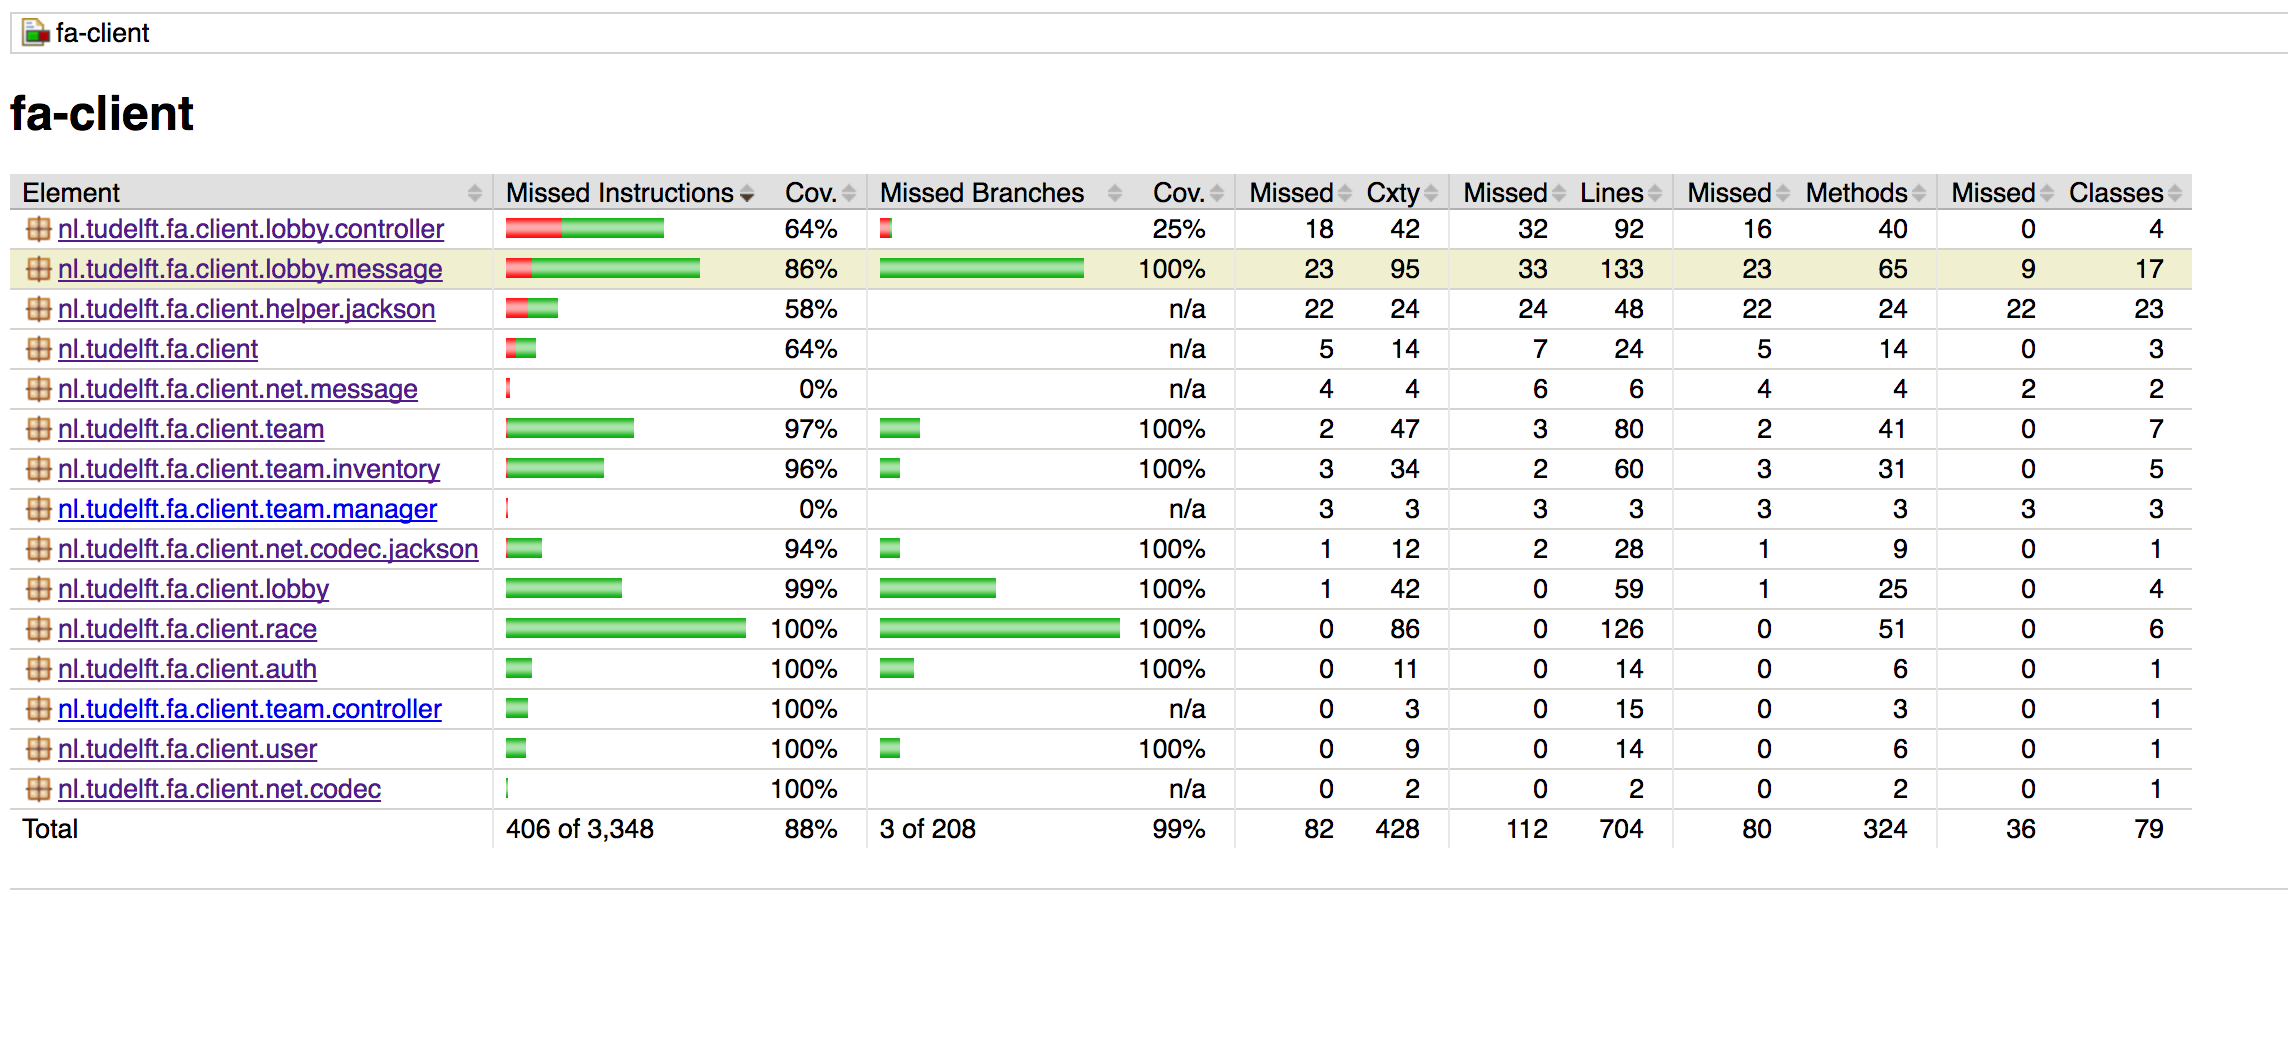 fa-client
fa-client
Element Missed Instructions Cov. Missed Branches Cov. Missed Cxty Missed Lines Missed Methods Missed Classes
nl.tudelft.fa.client.lobby.controller 64% 25% 18 42 32 92 16 40 0 4
nl.tudelft.fa.client.lobby.message 86% 100% 23 95 33 133 23 65 9 17
nl.tudelft.fa.client.helper.jackson 58% n/a 22 24 24 48 22 24 22 23
nl.tudelft.fa.client 64% n/a 5 14 7 24 5 14 0 3
nl.tudelft.fa.client.net.message 0% n/a 4 4 6 6 4 4 2 2
nl.tudelft.fa.client.team 97% 100% 2 47 3 80 2 41 0 7
nl.tudelft.fa.client.team.inventory 96% 100% 3 34 2 60 3 31 0 5
nl.tudelft.fa.client.team.manager 0% n/a 3 3 3 3 3 3 3 3
nl.tudelft.fa.client.net.codec.jackson 94% 100% 1 12 2 28 1 9 0 1
nl.tudelft.fa.client.lobby 99% 100% 1 42 0 59 1 25 0 4
nl.tudelft.fa.client.race 100% 100% 0 86 0 126 0 51 0 6
nl.tudelft.fa.client.auth 100% 100% 0 11 0 14 0 6 0 1
nl.tudelft.fa.client.team.controller 100% n/a 0 3 0 15 0 3 0 1
nl.tudelft.fa.client.user 100% 100% 0 9 0 14 0 6 0 1
nl.tudelft.fa.client.net.codec 100% n/a 0 2 0 2 0 2 0 1
Total 406 of 3,348 88% 3 of 208 99% 82 428 112 704 80 324 36 79